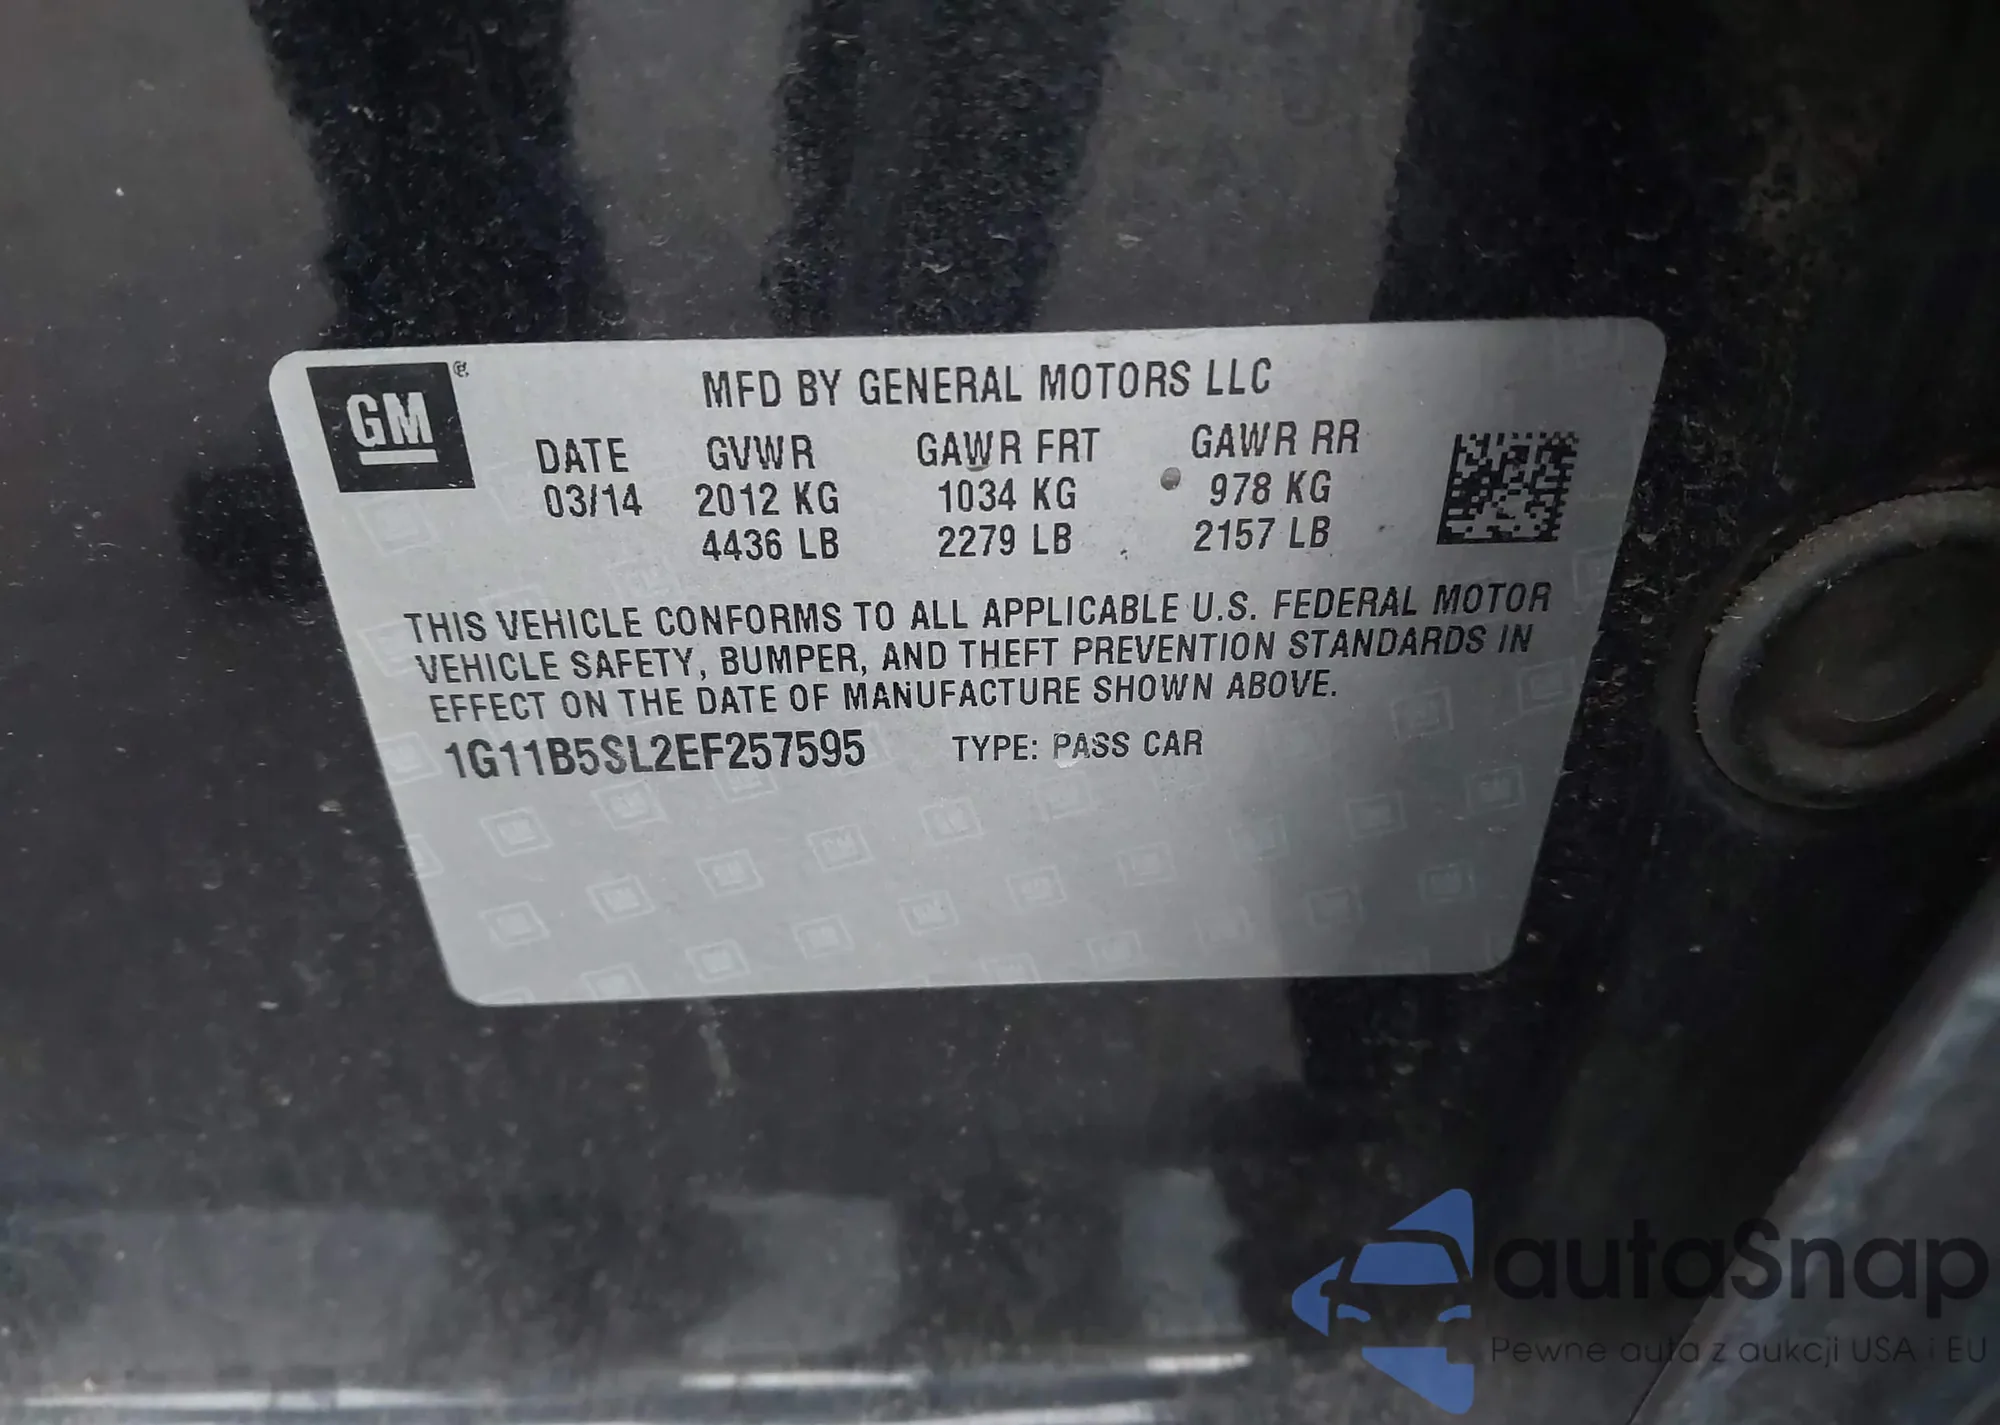 GM
MFD BY GENERAL MOTORS LLC
DATE GVWR GAWR FRT GAWR RR
03/14 2012 KG 1034 KG 978 KG
4436 LB 2279 LB 2157 LB
THIS VEHICLE CONFORMS TO ALL APPLICABLE U.S. FEDERAL MOTOR
VEHICLE SAFETY, BUMPER, AND THEFT PREVENTION STANDARDS IN
EFFECT ON THE DATE OF MANUFACTURE SHOWN ABOVE.
1G11B5SL2EF257595 TYPE: PASS CAR
autaSnap
Pewne auta z aukcji USA i EU